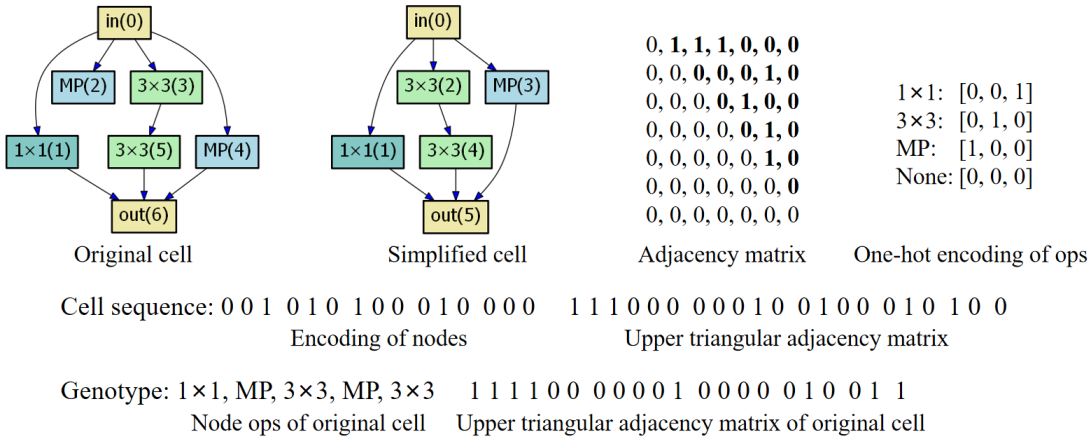 in(0)
MP(2) 3×3(3)
1×1(1) 3×3(5) MP(4)
out(6)
Original cell
in(0)
3×3(2) MP(3)
1×1(1) 3×3(4)
out(5)
Simplified cell
0, 1, 1, 1, 0, 0, 0
0, 0, 0, 0, 0, 1, 0
0, 0, 0, 0, 1, 0, 0
0, 0, 0, 0, 0, 1, 0
0, 0, 0, 0, 0, 1, 0
0, 0, 0, 0, 0, 0, 0
0, 0, 0, 0, 0, 0, 0
Adjacency matrix
1×1: [0, 0, 1]
3×3: [0, 1, 0]
MP: [1, 0, 0]
None: [0, 0, 0]
One-hot encoding of ops
Cell sequence: 0 0 1 0 1 0 1 0 0 0 1 0 0 0 0 1 1 1 0 0 0 0 0 0 1 0 0 1 0 0 0 1 0 1 0 0
Encoding of nodes Upper triangular adjacency matrix
Genotype: 1×1, MP, 3×3, MP, 3×3 1 1 1 1 0 0 0 0 0 0 1 0 0 0 0 0 1 0 0 1 1
Node ops of original cell Upper triangular adjacency matrix of original cell